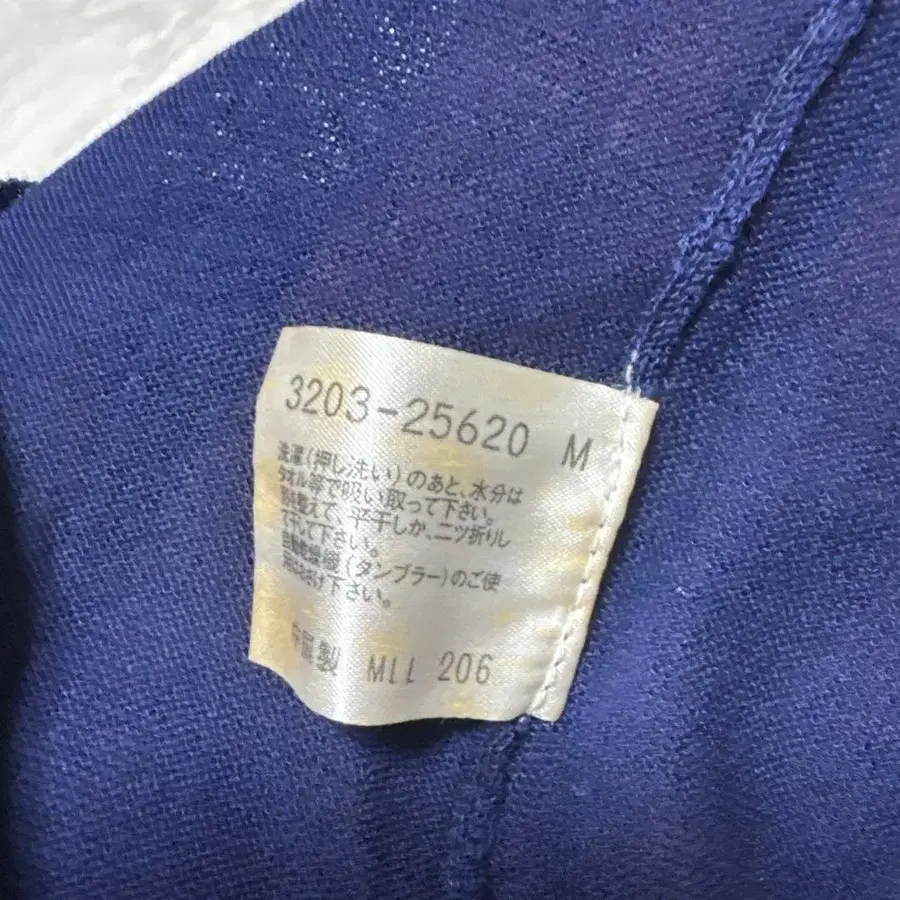 3203-25620 M
洗濯(押し洗い)のあと、水分は
タオル等で吸い取って下さい。
形を整えて、平干しか、二ツ折りし
て干して下さい。
自動乾燥機(タンブラー)のご使
用はさけ下さい。
中国製 MLL 206